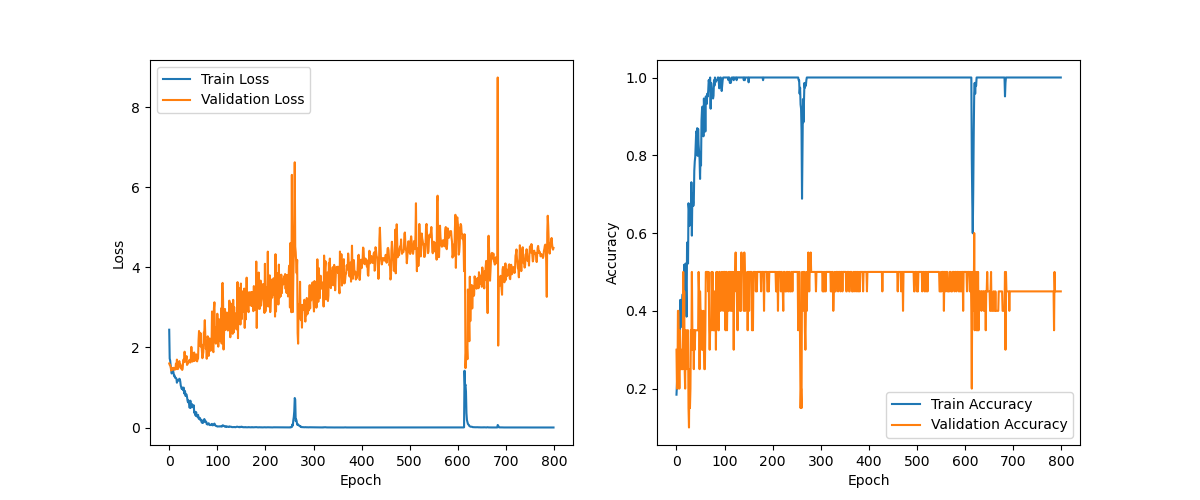 Train Loss
Validation Loss
8
6
4
2
0
Loss
0 100 200 300 400 500 600 700 800
Epoch
1.0
0.8
0.6
0.4
0.2
Accuracy
Train Accuracy
Validation Accuracy
0 100 200 300 400 500 600 700 800
Epoch